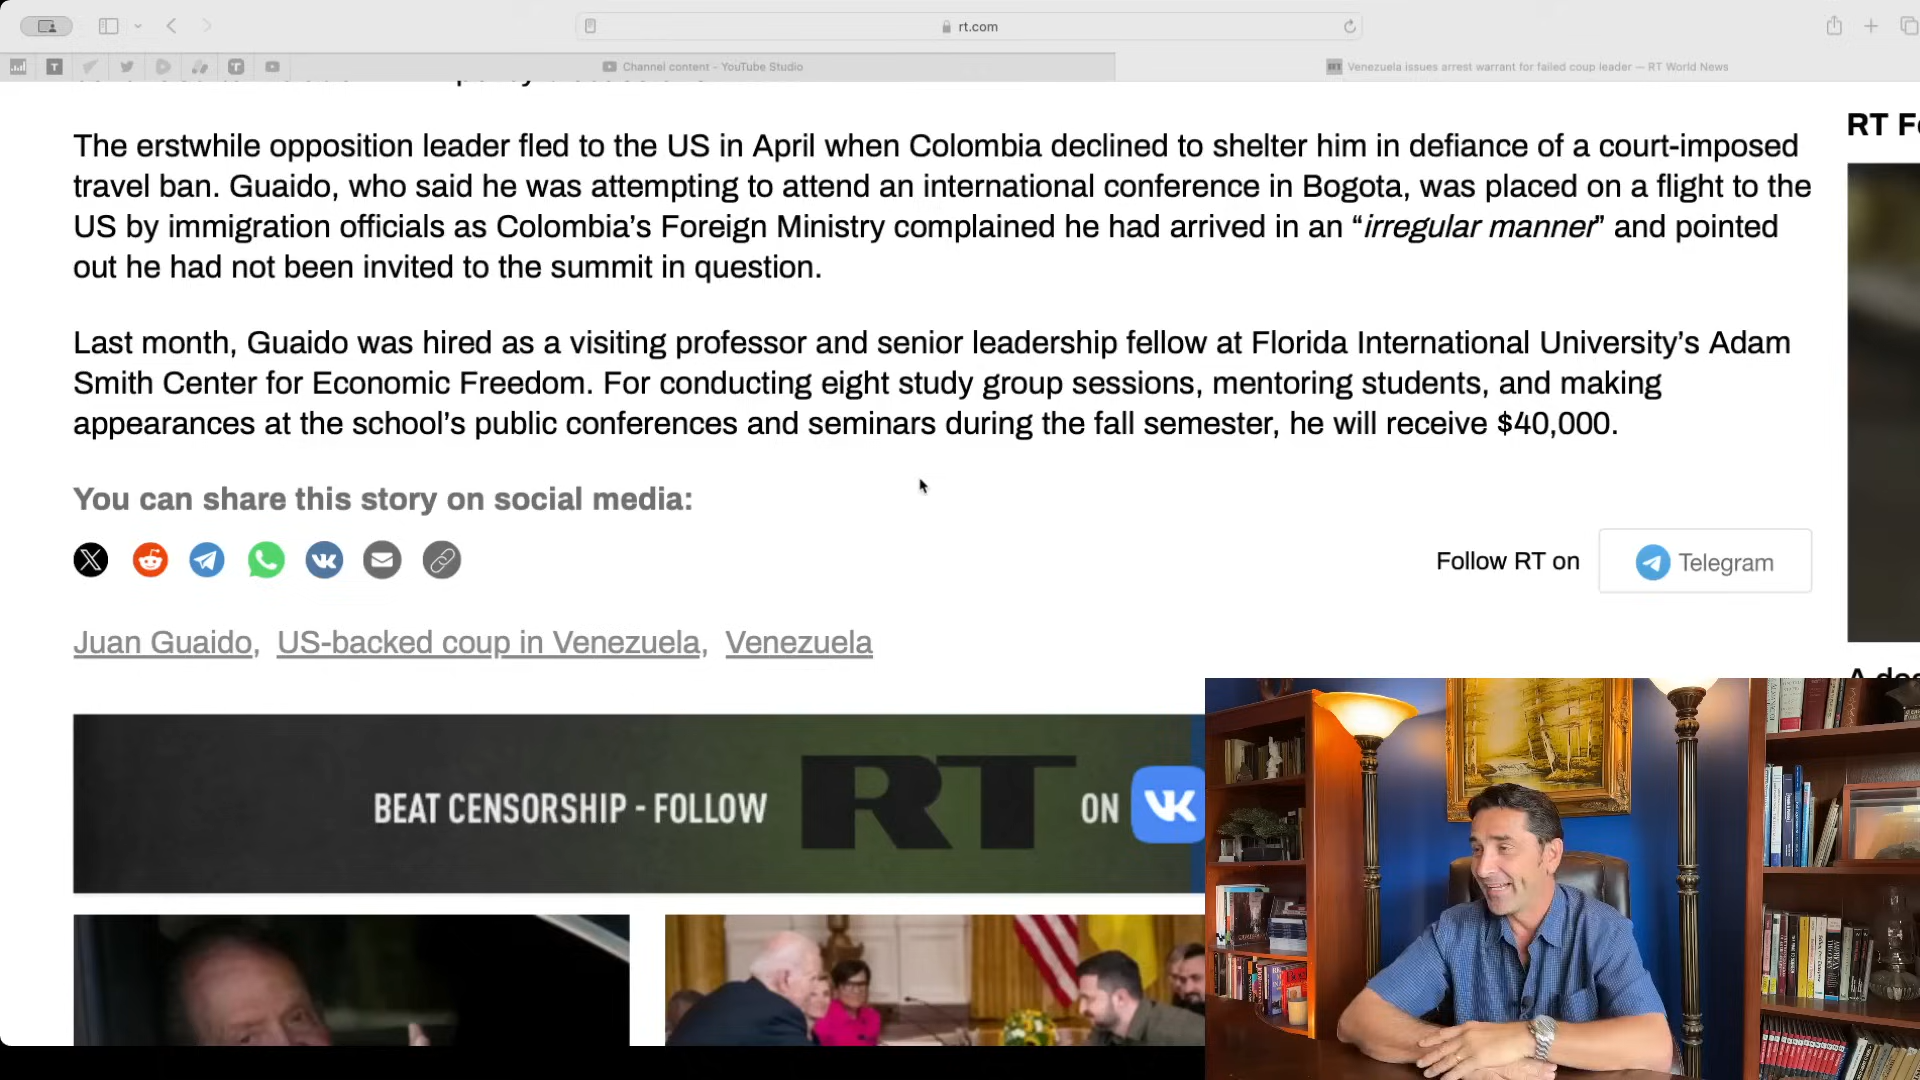 rt.com
Channel content - YouTube Studio
RT Venezuela issues arrest warrant for failed coup leader — RT World News
The erstwhile opposition leader fled to the US in April when Colombia declined to shelter him in defiance of a court-imposed
travel ban. Guaido, who said he was attempting to attend an international conference in Bogota, was placed on a flight to the
US by immigration officials as Colombia’s Foreign Ministry complained he had arrived in an “irregular manner” and pointed
out he had not been invited to the summit in question.
Last month, Guaido was hired as a visiting professor and senior leadership fellow at Florida International University’s Adam
Smith Center for Economic Freedom. For conducting eight study group sessions, mentoring students, and making
appearances at the school’s public conferences and seminars during the fall semester, he will receive $40,000.
You can share this story on social media:
Follow RT on
Telegram
Juan Guaido, US-backed coup in Venezuela, Venezuela
BEAT CENSORSHIP - FOLLOW RT ON VK
RT